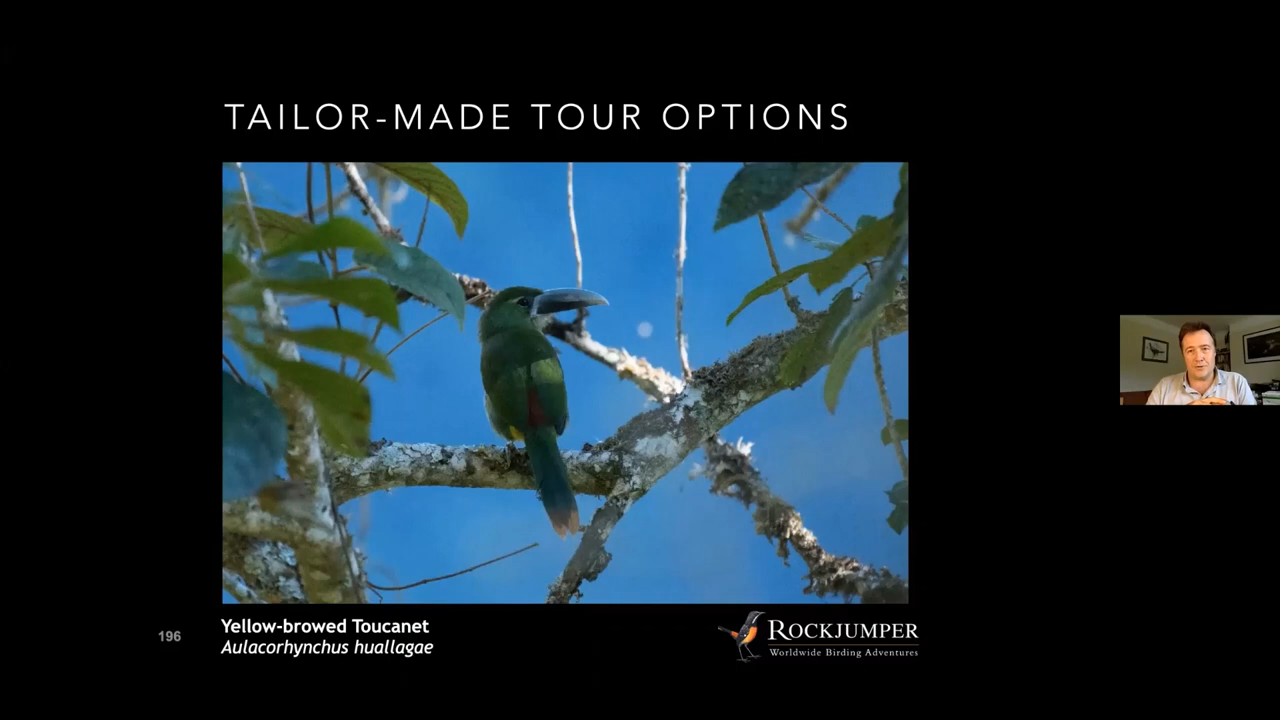 TAILOR-MADE TOUR OPTIONS
196
Yellow-browed Toucanet
Aulacorhynchus huallagae
ROCKJUMPER
Worldwide Birding Adventures